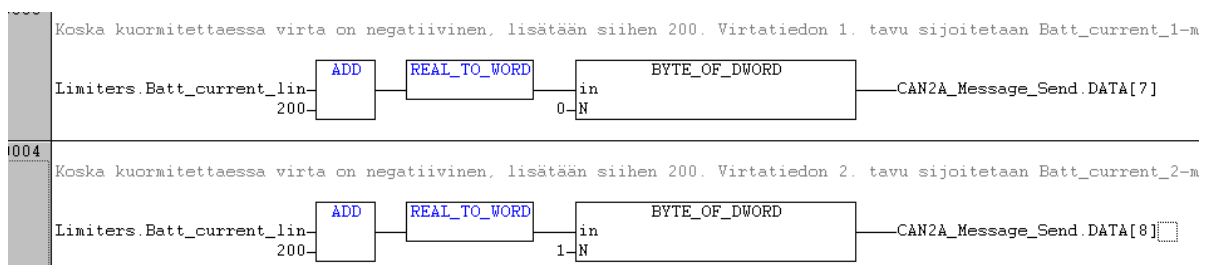 Koska kuormitettaessa virta on negatiivinen, lisätään siihen 200. Virtatiedon 1. tavu sijoitetaan Batt_current_1-m
ADD REAL_TO_WORD BYTE_OF_DWORD
Limiters.Batt_current_lin in CAN2A_Message_Send.DATA[7]
200 0 N
0004
Koska kuormitettaessa virta on negatiivinen, lisätään siihen 200. Virtatiedon 2. tavu sijoitetaan Batt_current_2-m
ADD REAL_TO_WORD BYTE_OF_DWORD
Limiters.Batt_current_lin in CAN2A_Message_Send.DATA[8]
200 1 N